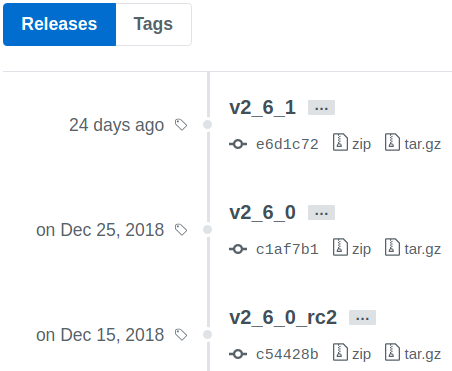 Releases Tags
v2_6_1 ...
24 days ago
e6d1c72 zip tar.gz
v2_6_0 ...
on Dec 25, 2018
c1af7b1 zip tar.gz
v2_6_0_rc2 ...
on Dec 15, 2018
c54428b zip tar.gz